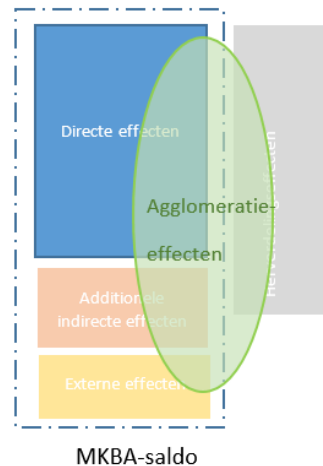 Directe effecten
Agglomeratie-
effecten
Additionele
indirecte effecten
Externe effecten
MKBA-saldo